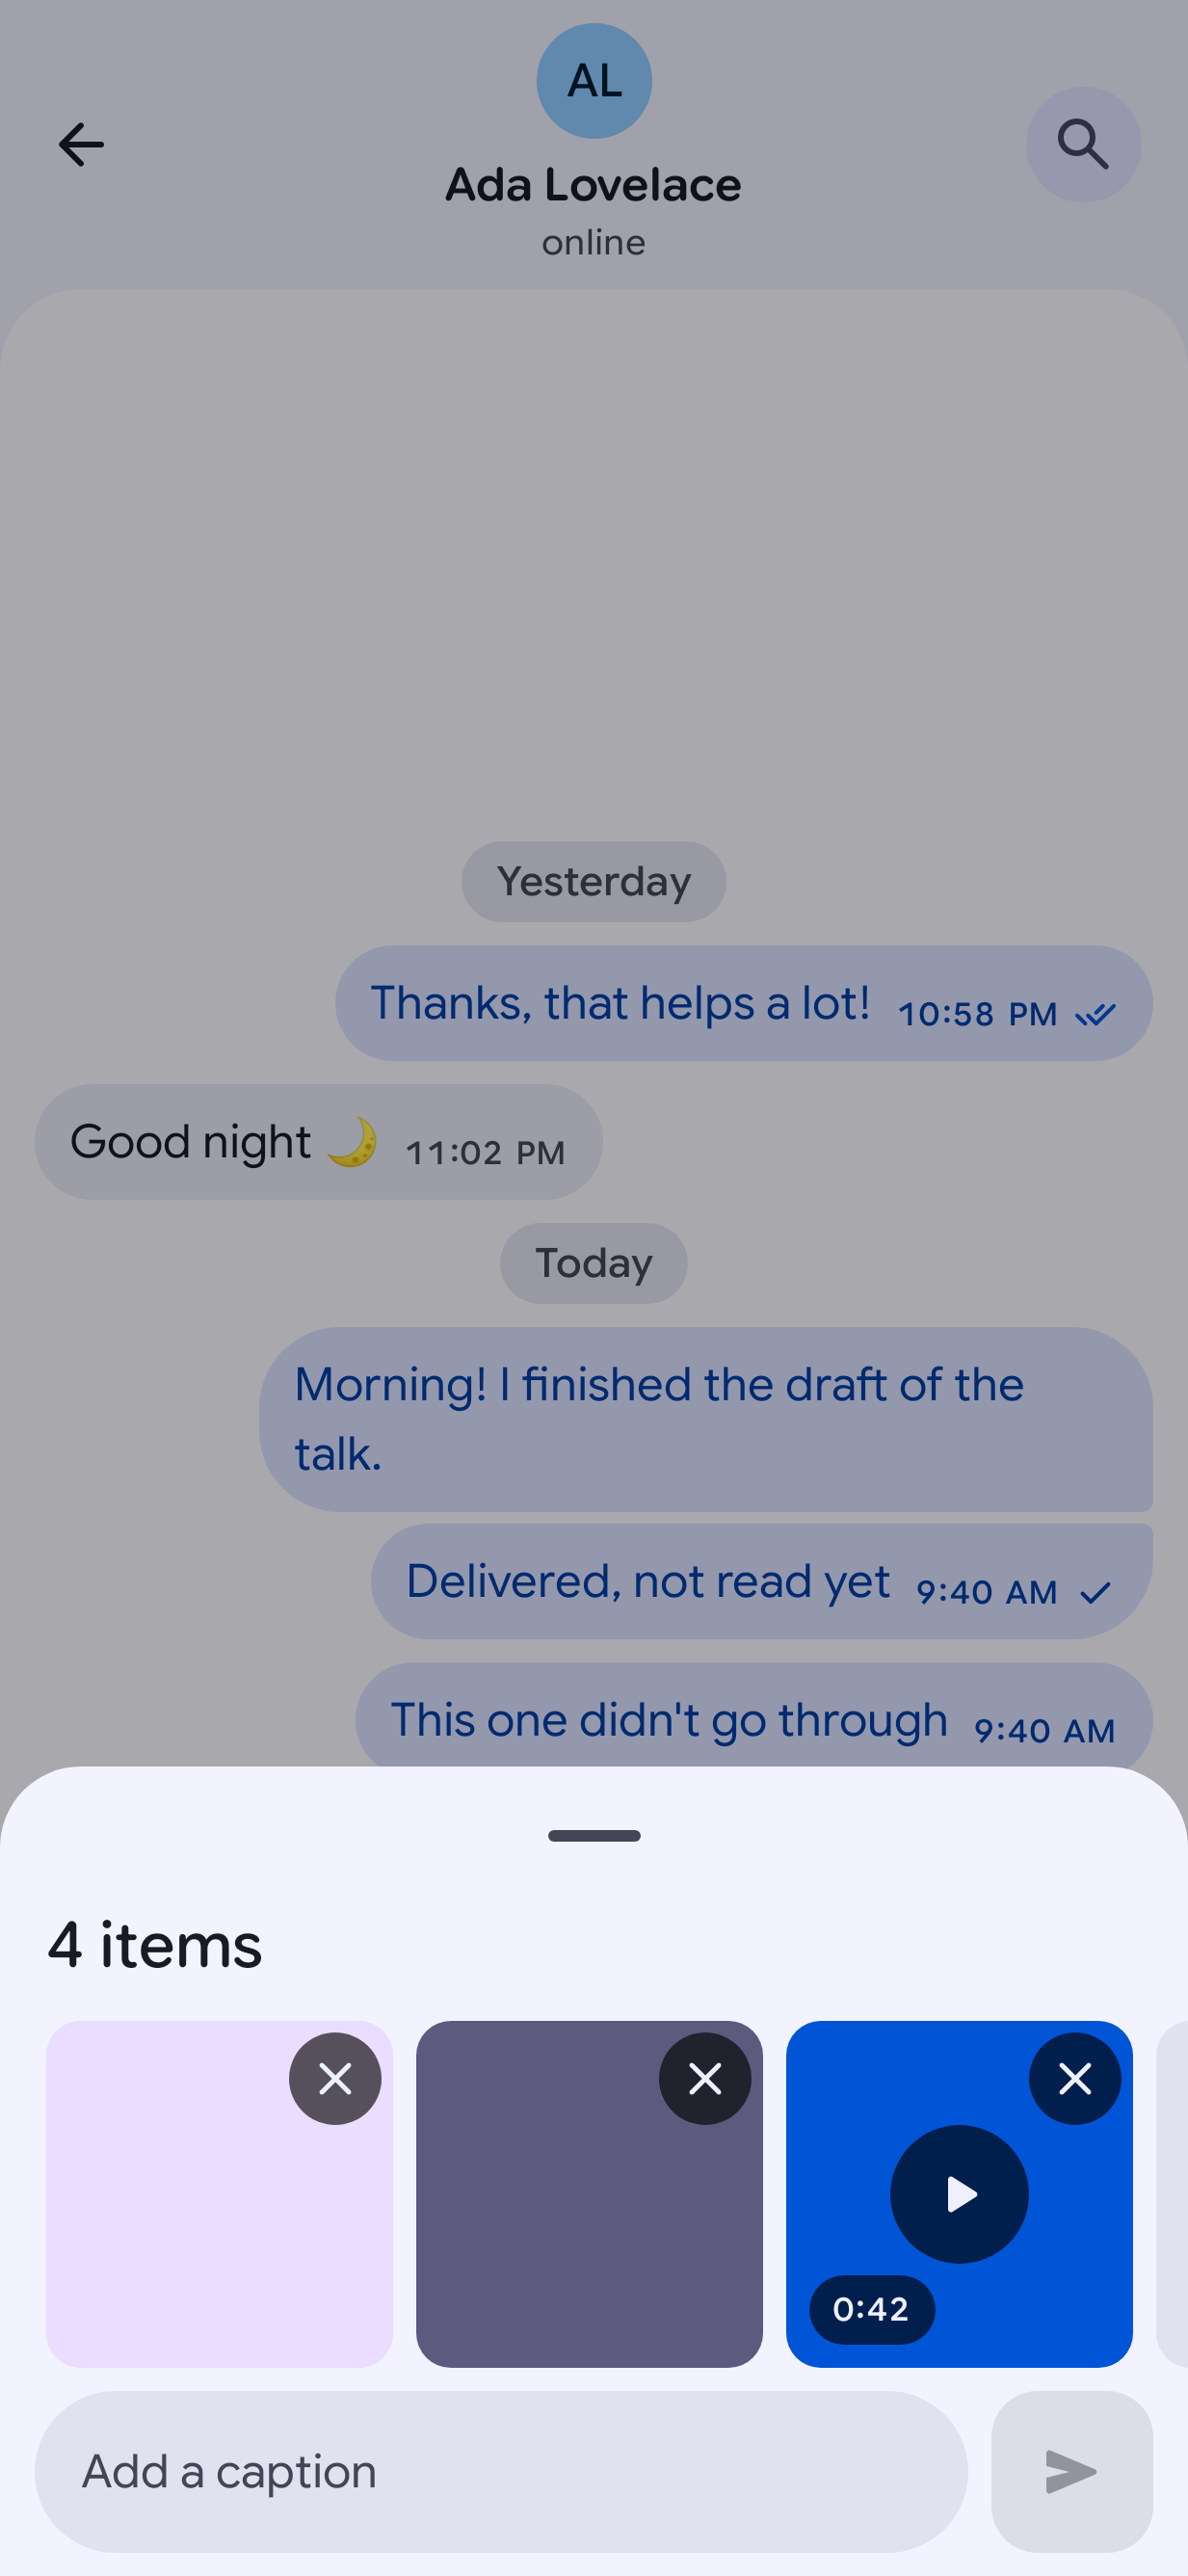 AL
Ada Lovelace
online
Yesterday
Thanks, that helps a lot! 10:58 PM
Good night 🌙 11:02 PM
Today
Morning! I finished the draft of the
talk.
Delivered, not read yet 9:40 AM
This one didn't go through 9:40 AM
4 items
0:42
Add a caption